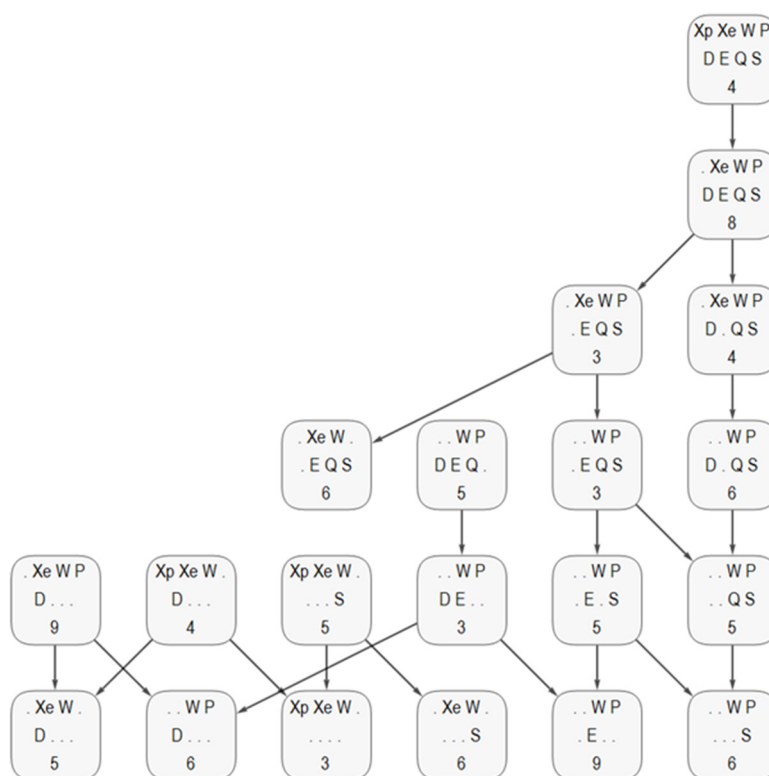 Xp Xe W P
D E Q S
4
. Xe W P
D E Q S
8
. Xe W P
. E Q S
3
. Xe W P
D . Q S
4
. Xe W .
. E Q S
6
. . W P
D E Q .
5
. . W P
. E Q S
3
. . W P
D . Q S
6
. Xe W P
D . . .
9
Xp Xe W .
D . . .
4
Xp Xe W .
. . . S
5
. . W P
D E . .
3
. . W P
. E . S
5
. . W P
. . Q S
5
. Xe W .
D . . .
5
. . W P
D . . .
6
Xp Xe W .
. . . .
3
. Xe W .
. . . S
6
. . W P
. E . .
9
. . W P
. . . S
6